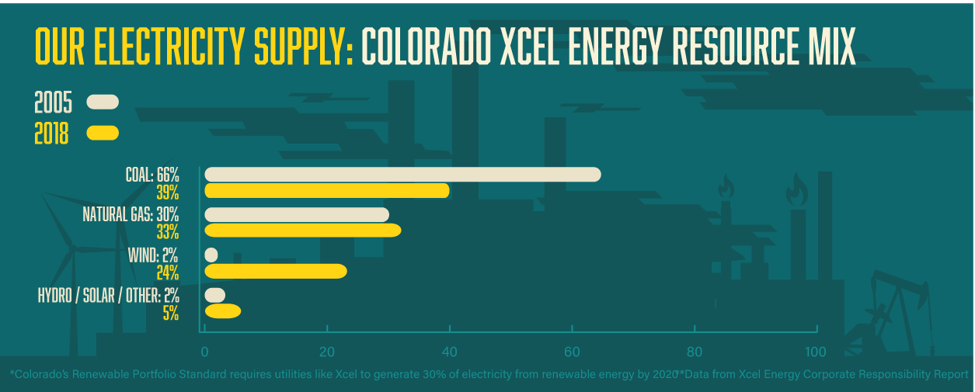 OUR ELECTRICITY SUPPLY: COLORADO XCEL ENERGY RESOURCE MIX
2005
2018
COAL: 66%
39%
NATURAL GAS: 30%
33%
WIND: 2%
24%
HYDRO / SOLAR / OTHER: 2%
5%
0 20 40 60 80 100
*Colorado's Renewable Portfolio Standard requires utilities like Xcel to generate 30% of electricity from renewable energy by 2020**Data from Xcel Energy Corporate Responsibility Report